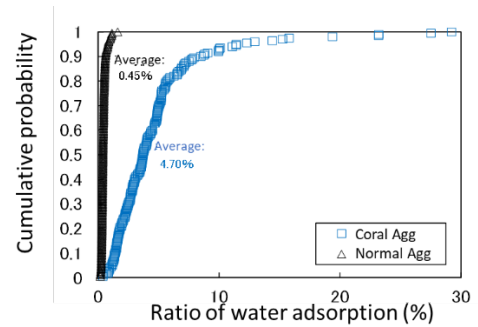 Cumulative probability
1
0.9
0.8
0.7
0.6
0.5
0.4
0.3
0.2
0.1
0
Average:
0.45%
Average:
4.70%
□ Coral Agg
△ Normal Agg
0 10 20 30
Ratio of water adsorption (%)